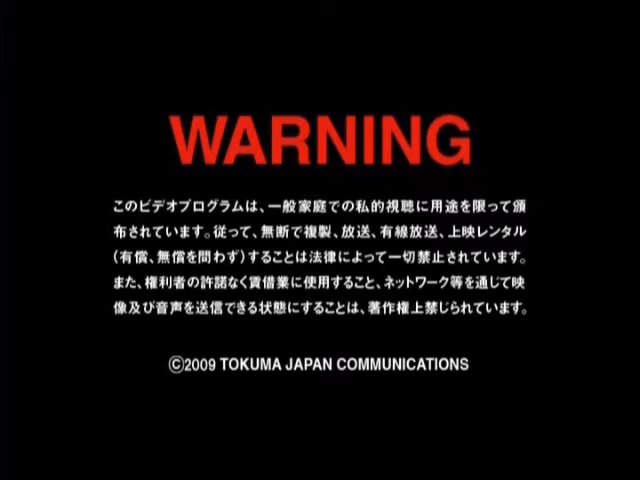 WARNING
このビデオプログラムは、一般家庭での私的視聴に用途を限って頒
布されています。従って、無断で複製、放送、有線放送、上映レンタル
(有償、無償を問わず)することは法律によって一切禁止されています。
また、権利者の許諾なく賃借業に使用すること、ネットワーク等を通じて映
像及び音声を送信できる状態にすることは、著作権上禁じられています。
©2009 TOKUMA JAPAN COMMUNICATIONS